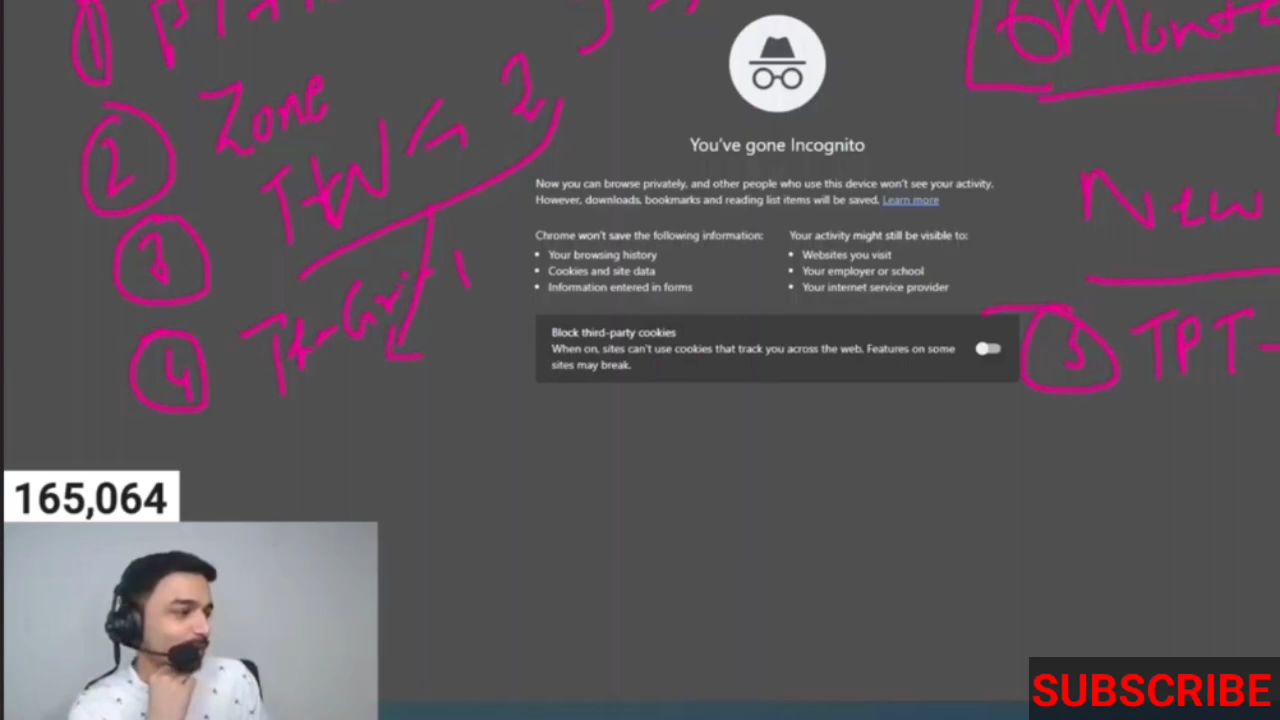 6 Month
2 Zone
3
4
New
5 TPT-
You've gone Incognito
Now you can browse privately, and other people who use this device won't see your activity.
However, downloads, bookmarks and reading list items will be saved. Learn more
Chrome won't save the following information:
• Your browsing history
• Cookies and site data
• Information entered in forms
Your activity might still be visible to:
• Websites you visit
• Your employer or school
• Your internet service provider
Block third-party cookies
When on, sites can't use cookies that track you across the web. Features on some
sites may break.
165,064
SUBSCRIBE